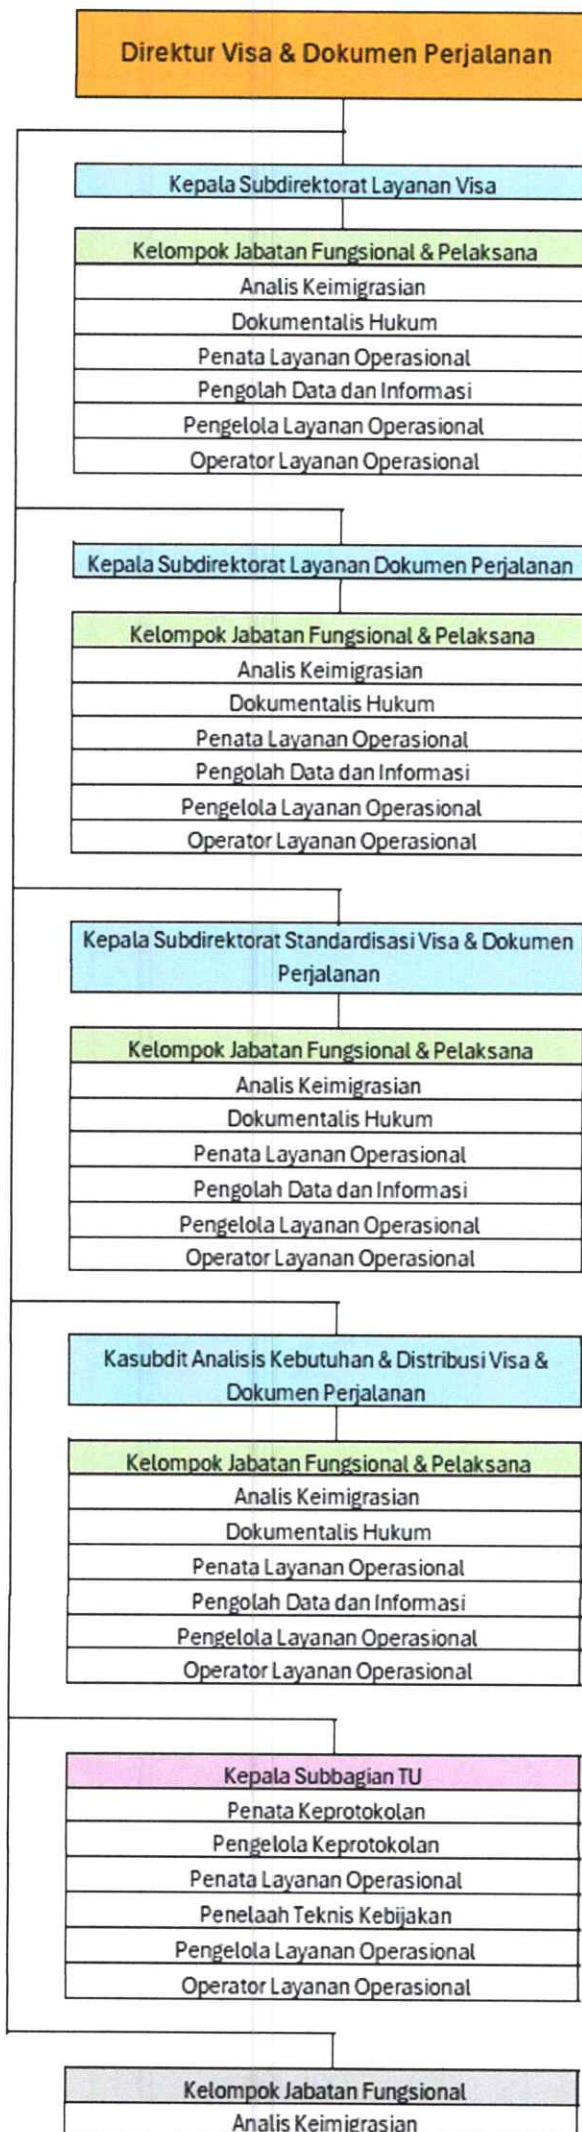 Direktur Visa & Dokumen Perjalanan
Kepala Subdirektorat Layanan Visa
Kelompok Jabatan Fungsional & Pelaksana
Analis Keimigrasian
Dokumentalis Hukum
Penata Layanan Operasional
Pengolah Data dan Informasi
Pengelola Layanan Operasional
Operator Layanan Operasional
Kepala Subdirektorat Layanan Dokumen Perjalanan
Kelompok Jabatan Fungsional & Pelaksana
Analis Keimigrasian
Dokumentalis Hukum
Penata Layanan Operasional
Pengolah Data dan Informasi
Pengelola Layanan Operasional
Operator Layanan Operasional
Kepala Subdirektorat Standardisasi Visa & Dokumen
Perjalanan
Kelompok Jabatan Fungsional & Pelaksana
Analis Keimigrasian
Dokumentalis Hukum
Penata Layanan Operasional
Pengolah Data dan Informasi
Pengelola Layanan Operasional
Operator Layanan Operasional
Kasubdit Analisis Kebutuhan & Distribusi Visa &
Dokumen Perjalanan
Kelompok Jabatan Fungsional & Pelaksana
Analis Keimigrasian
Dokumentalis Hukum
Penata Layanan Operasional
Pengolah Data dan Informasi
Pengelola Layanan Operasional
Operator Layanan Operasional
Kepala Subbagian TU
Penata Keprotokolan
Pengelola Keprotokolan
Penata Layanan Operasional
Penelaah Teknis Kebijakan
Pengelola Layanan Operasional
Operator Layanan Operasional
Kelompok Jabatan Fungsional
Analis Keimigrasian